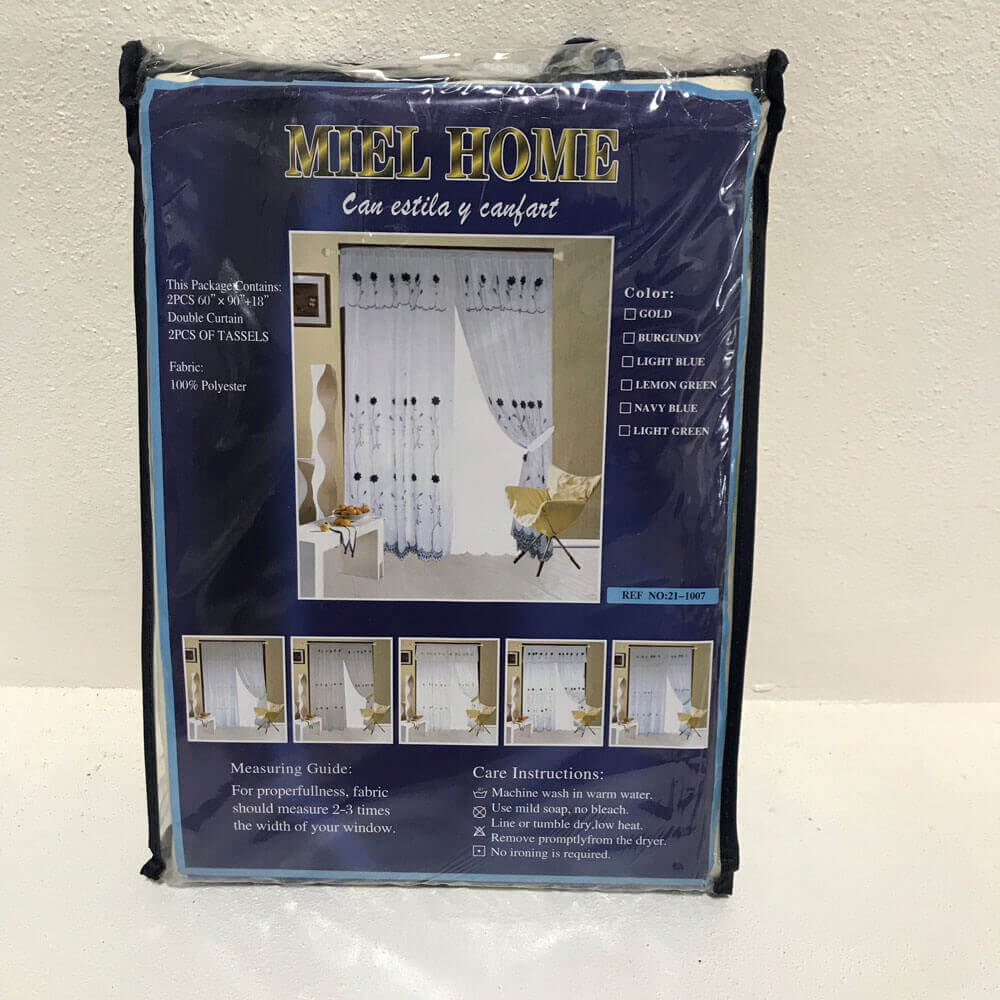 MIEL HOME
Can estila y canfart
This Package Contains:
2PCS 60”×90”+18”
Double Curtain
2PCS OF TASSELS
Fabric:
100% Polyester
Color:
GOLD
BURGUNDY
LIGHT BLUE
LEMON GREEN
NAVY BLUE
LIGHT GREEN
REF NO:21-1007
Measuring Guide:
For properfullness, fabric
should measure 2-3 times
the width of your window.
Care Instructions:
Machine wash in warm water.
Use mild soap, no bleach.
Line or tumble dry,low heat.
Remove promptlyfrom the dryer.
No ironing is required.